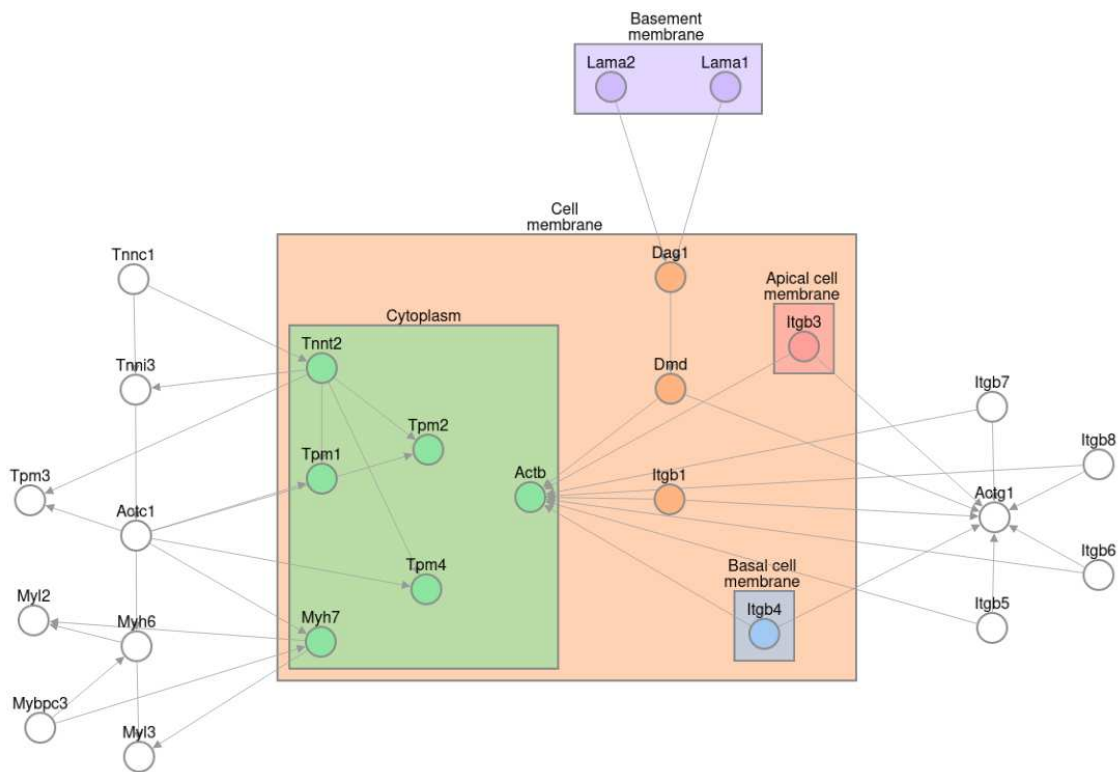 Basement
membrane
Lama2
Lama1
Cell
membrane
Tnnc1
Dag1
Apical cell
membrane
Cytoplasm
Itgb3
Tnnt2
Tnni3
Dmd
Itgb7
Tpm2
Itgb8
Tpm1
Actb
Itgb1
Tpm3
Actg1
Actc1
Tpm4
Basal cell
membrane
Itgb6
Myl2
Myh6
Myh7
Itgb4
Itgb5
Mybpc3
Myl3